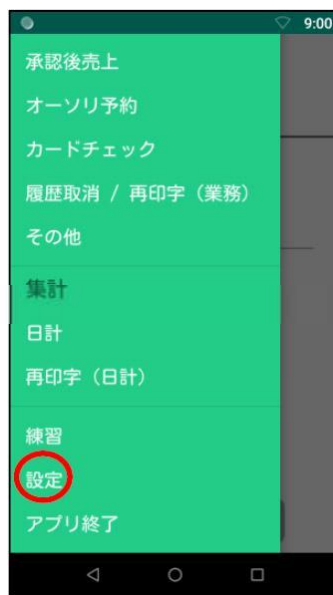 9:00
承認後売上
オーソリ予約
カードチェック
履歴取消 / 再印字（業務）
その他
集計
日計
再印字（日計）
練習
設定
アプリ終了